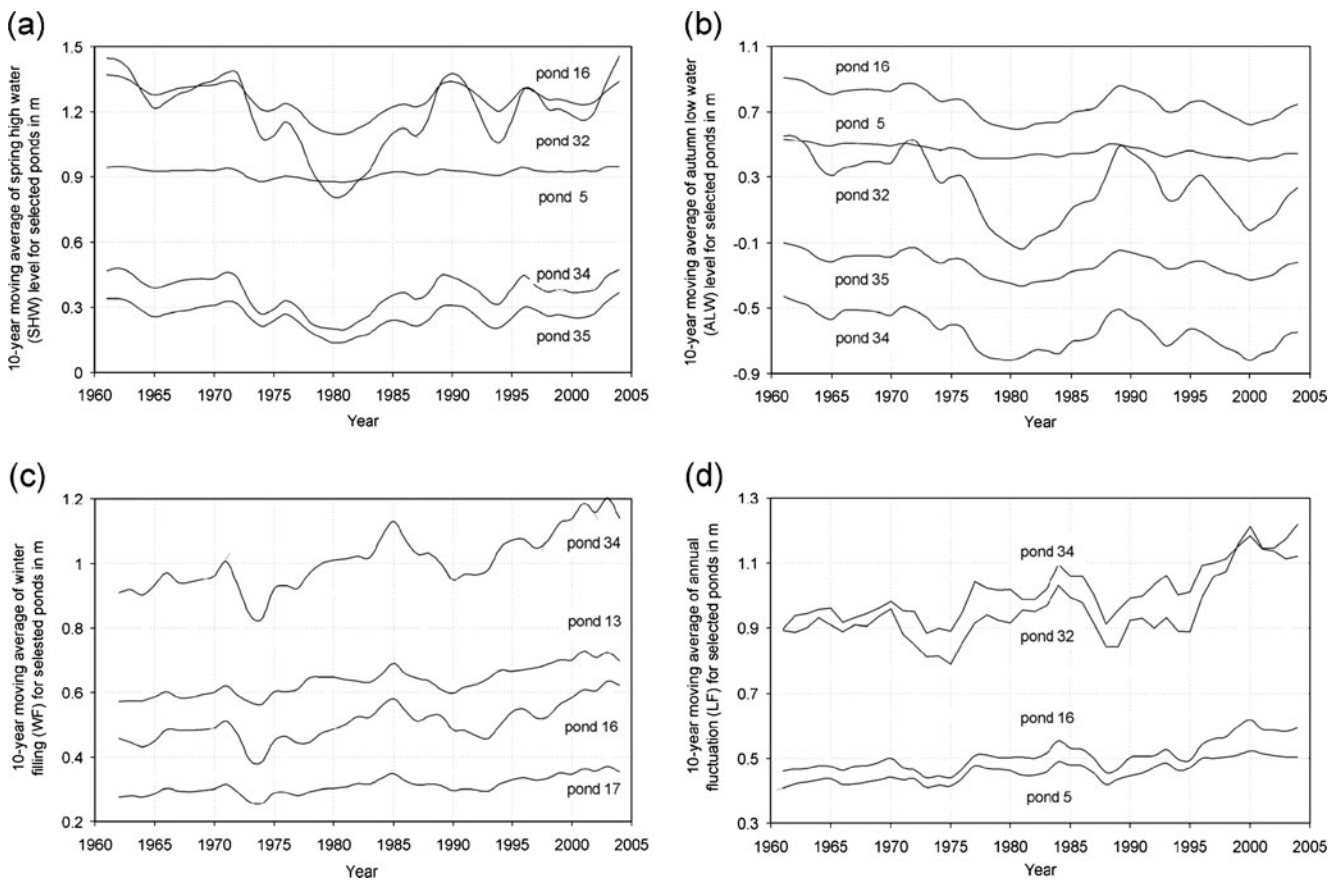 (a)
10-year moving average of spring high water
(SHW) level for selected ponds in m
1.5
1.2
0.9
0.6
0.3
0
pond 16
pond 32
pond 5
pond 34
pond 35
1960 1965 1970 1975 1980 1985 1990 1995 2000 2005
Year
(b)
10-year moving average of autumn low water
(ALW) level for selected ponds in m
1.1
0.7
0.3
-0.1
-0.5
-0.9
pond 16
pond 5
pond 32
pond 35
pond 34
1960 1965 1970 1975 1980 1985 1990 1995 2000 2005
Year
(c)
10-year moving average of winter
filling (WF) for selested ponds in m
1.2
1
0.8
0.6
0.4
0.2
pond 34
pond 13
pond 16
pond 17
1960 1965 1970 1975 1980 1985 1990 1995 2000 2005
Year
(d)
10-year moving average of annual
fluctuation (LF) for selected ponds in m
1.3
1.1
0.9
0.7
0.5
0.3
pond 34
pond 32
pond 16
pond 5
1960 1965 1970 1975 1980 1985 1990 1995 2000 2005
Year